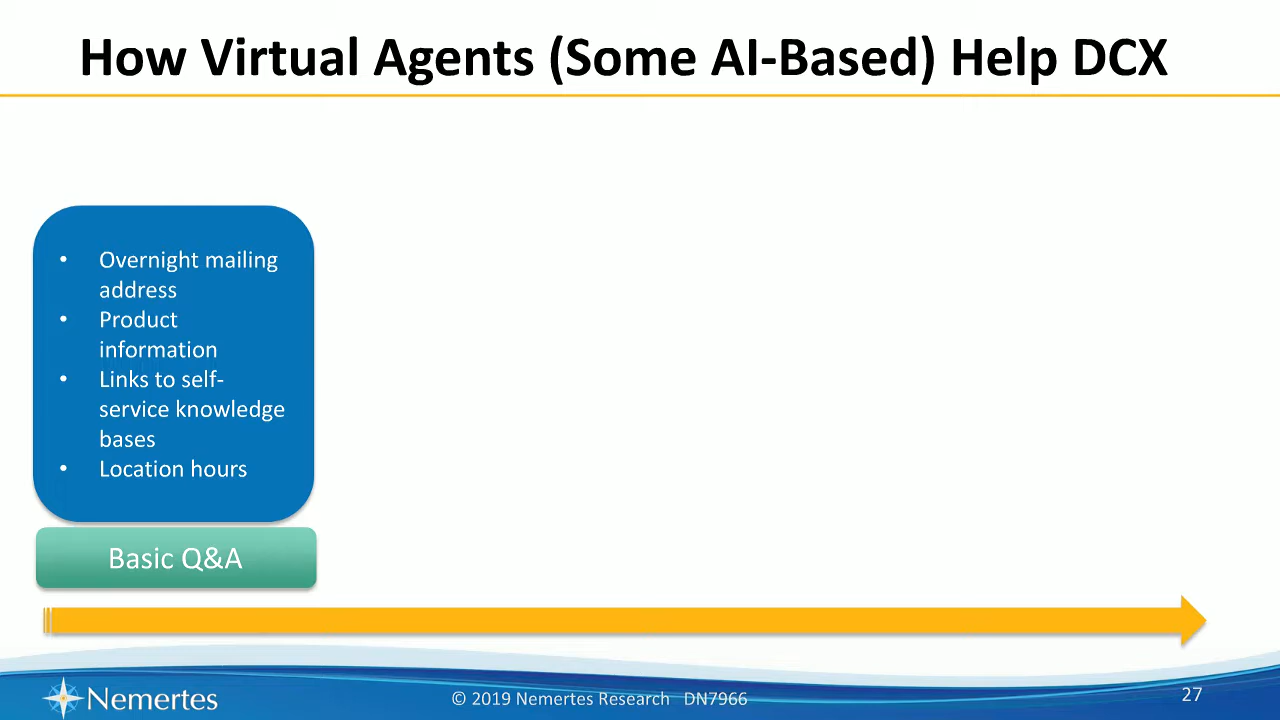 How Virtual Agents (Some AI-Based) Help DCX
• Overnight mailing
address
• Product
information
• Links to self-
service knowledge
bases
• Location hours
Basic Q&A
Nemertes
© 2019 Nemertes Research DN7966
27